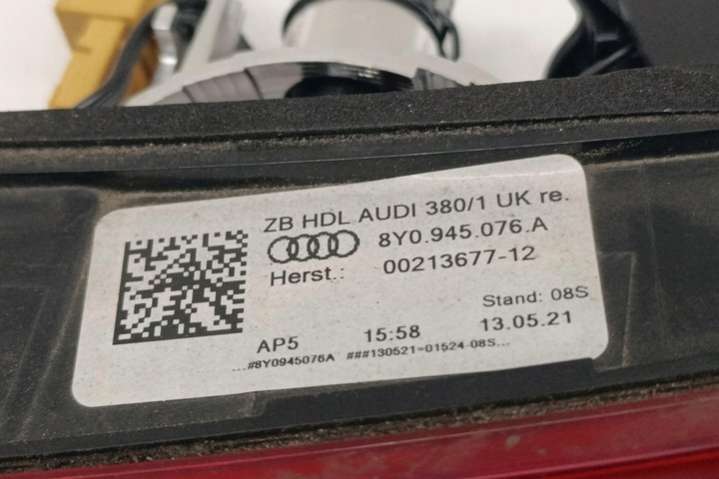 ZB HDL AUDI 380/1 UK re.
8Y0.945.076.A
Herst.: 00213677-12
Stand: 08S
AP5 15:58 13.05.21
...#8Y0945076A ###130521-01524-08S...